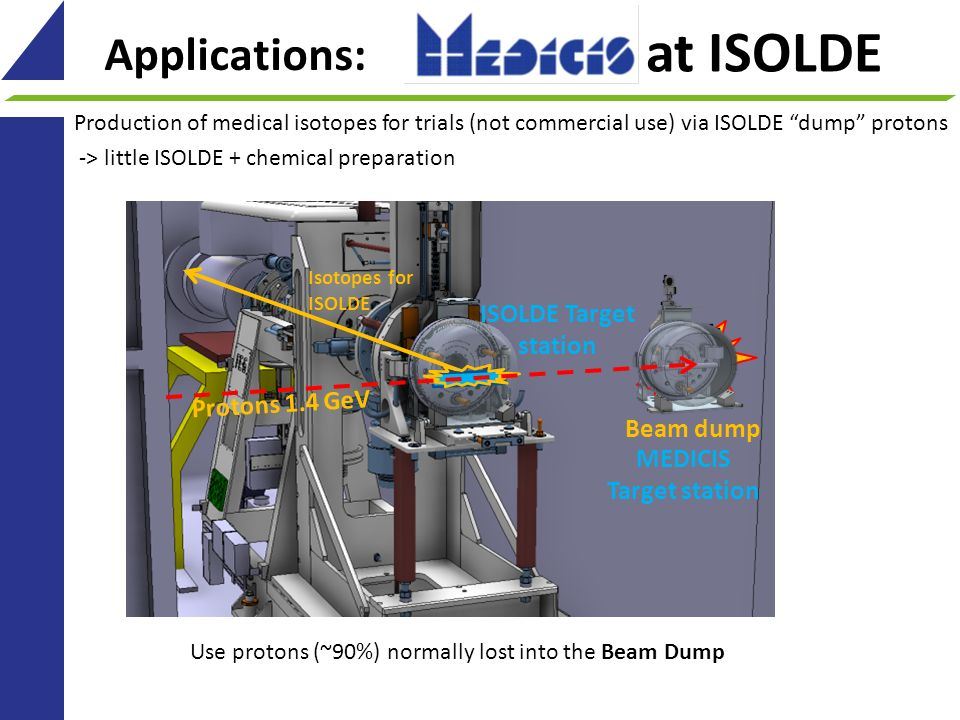 Applications: MEDICIS at ISOLDE
Production of medical isotopes for trials (not commercial use) via ISOLDE “dump” protons
-> little ISOLDE + chemical preparation
Isotopes for
ISOLDE
ISOLDE Target
station
Protons 1.4 GeV
Beam dump
MEDICIS
Target station
Use protons (~90%) normally lost into the Beam Dump